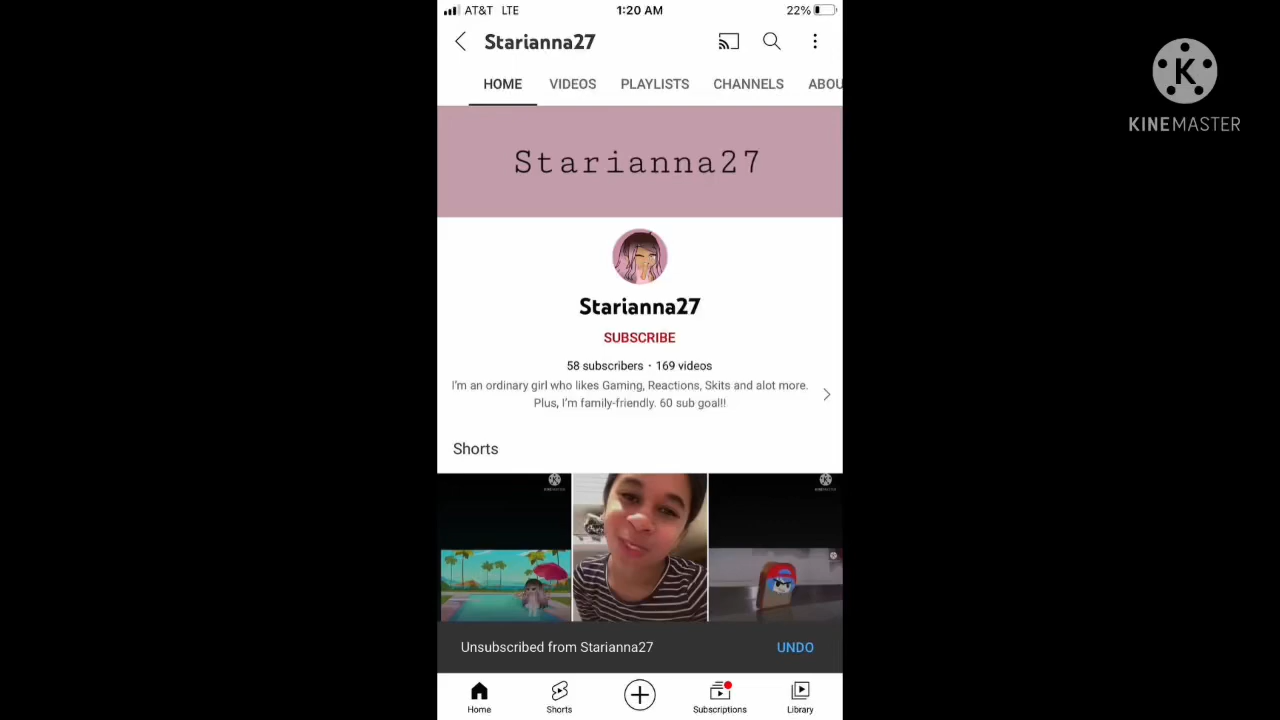 AT&T LTE 1:20 AM 22%
Starianna27
HOME VIDEOS PLAYLISTS CHANNELS ABOU
Starianna27
Starianna27
SUBSCRIBE
58 subscribers · 169 videos
I'm an ordinary girl who likes Gaming, Reactions, Skits and alot more.
Plus, I'm family-friendly. 60 sub goal!!
Shorts
KINEMASTER
KINEMASTER
Unsubscribed from Starianna27 UNDO
Home Shorts Subscriptions Library
K
KINEMASTER